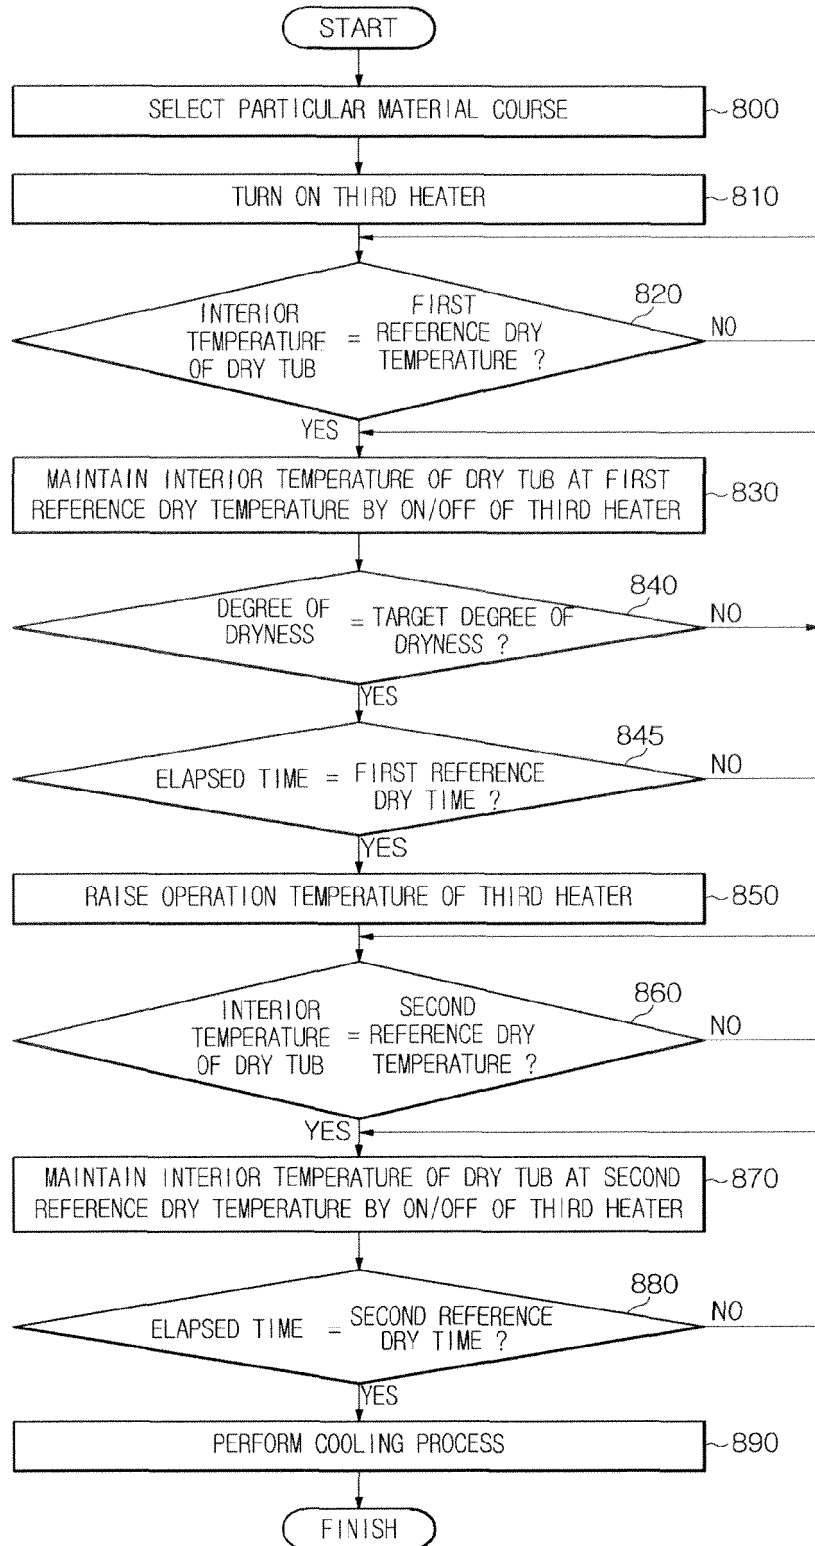 START
SELECT PARTICULAR MATERIAL COURSE
800
TURN ON THIRD HEATER
810
820
INTERIOR
TEMPERATURE
OF DRY TUB
=
FIRST
REFERENCE DRY
TEMPERATURE ?
NO
YES
MAINTAIN INTERIOR TEMPERATURE OF DRY TUB AT FIRST
REFERENCE DRY TEMPERATURE BY ON/OFF OF THIRD HEATER
830
840
DEGREE OF
DRYNESS
=
TARGET DEGREE OF
DRYNESS ?
NO
YES
845
ELAPSED TIME
=
FIRST REFERENCE
DRY TIME ?
NO
YES
RAISE OPERATION TEMPERATURE OF THIRD HEATER
850
860
INTERIOR
TEMPERATURE
OF DRY TUB
=
SECOND
REFERENCE DRY
TEMPERATURE ?
NO
YES
MAINTAIN INTERIOR TEMPERATURE OF DRY TUB AT SECOND
REFERENCE DRY TEMPERATURE BY ON/OFF OF THIRD HEATER
870
880
ELAPSED TIME
=
SECOND REFERENCE
DRY TIME ?
NO
YES
PERFORM COOLING PROCESS
890
FINISH